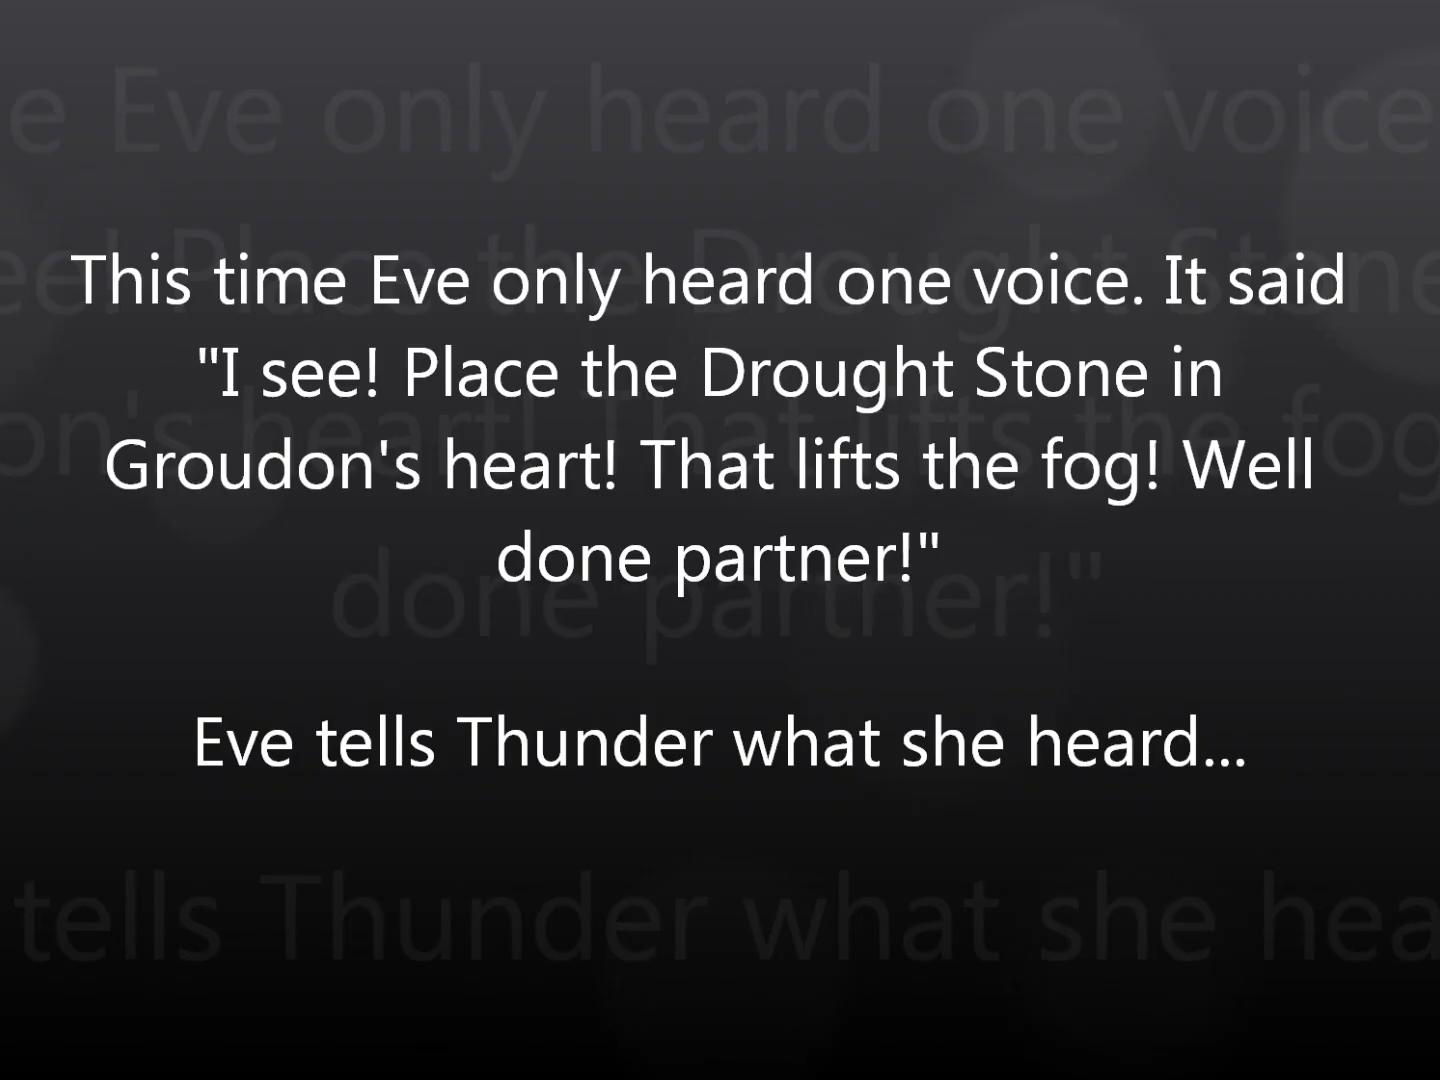 This time Eve only heard one voice. It said
"I see! Place the Drought Stone in
Groudon's heart! That lifts the fog! Well
done partner!"
Eve tells Thunder what she heard...